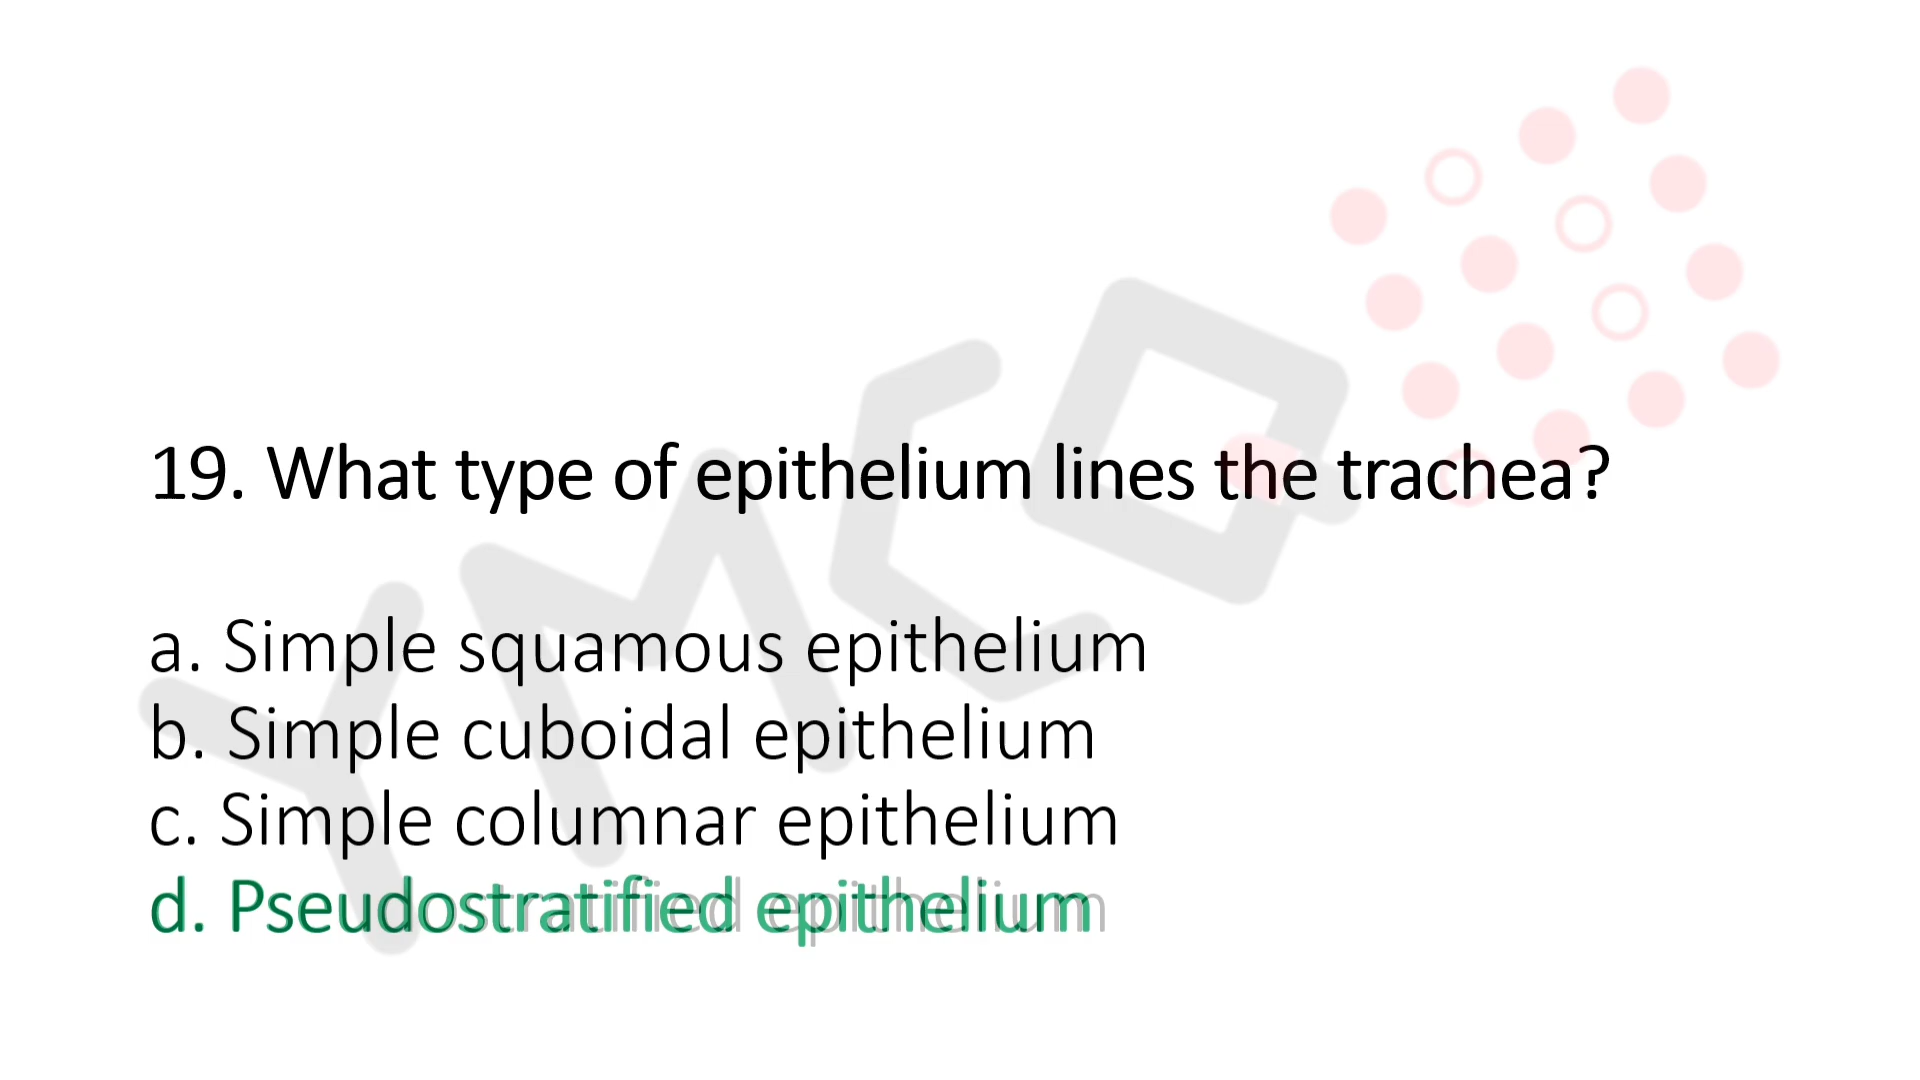 19. What type of epithelium lines the trachea?
a. Simple squamous epithelium
b. Simple cuboidal epithelium
c. Simple columnar epithelium
d. Pseudostratified epithelium
YMCQ